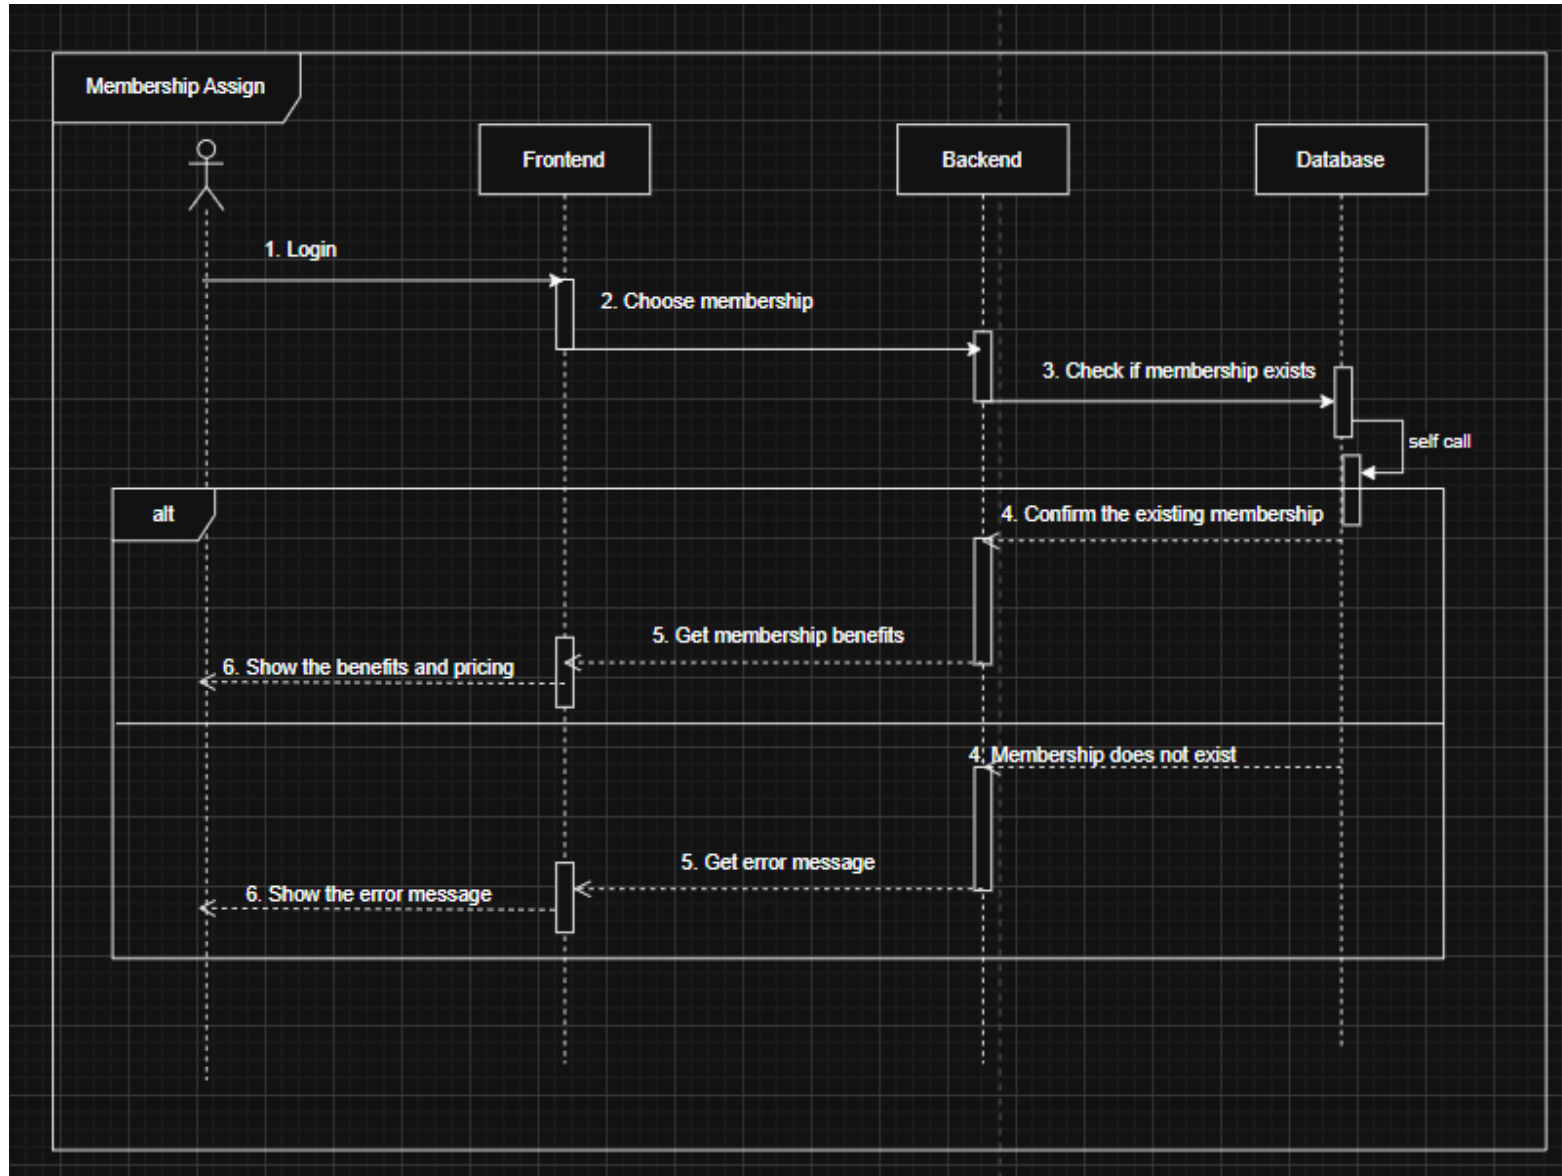 Membership Assign
Frontend
Backend
Database
1. Login
2. Choose membership
3. Check if membership exists
self call
alt
4. Confirm the existing membership
5. Get membership benefits
6. Show the benefits and pricing
4. Membership does not exist
5. Get error message
6. Show the error message